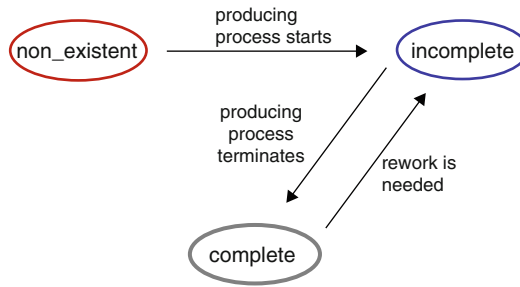 producing
process starts
non_existent
incomplete
producing
process
terminates
rework is
needed
complete